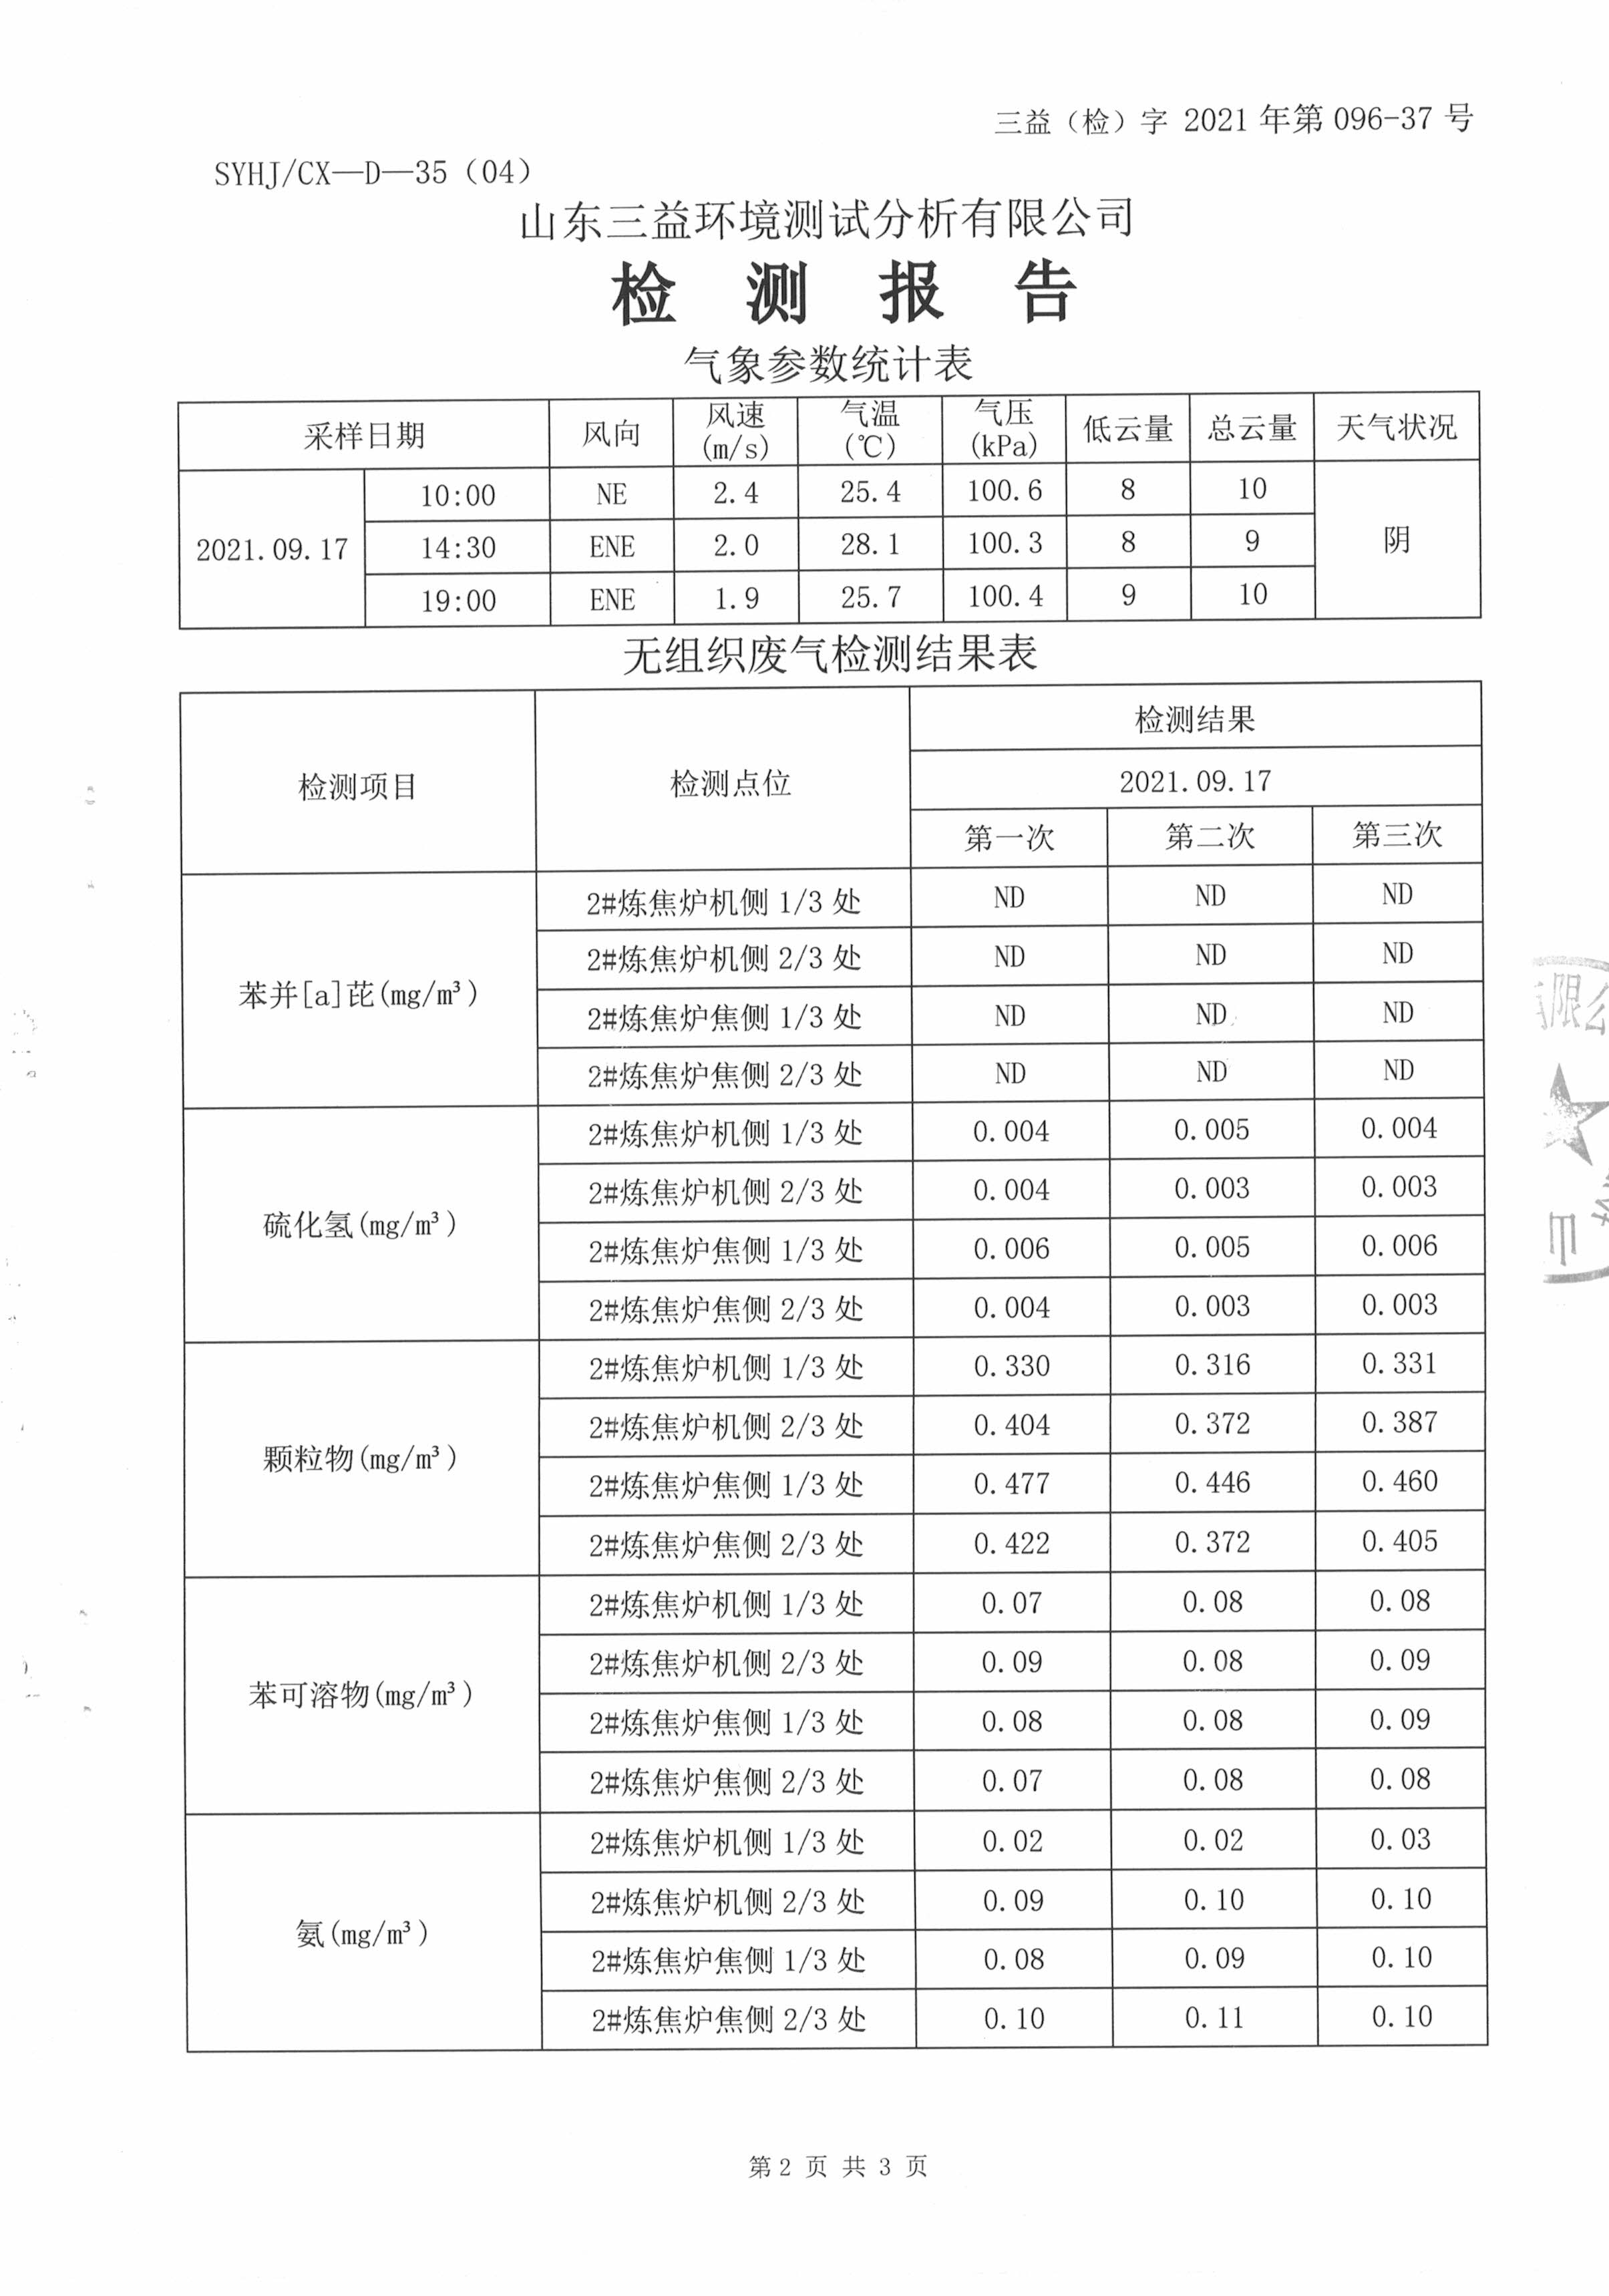 三益（检）字 2021 年第 096-37 号
SYHJ/CX—D—35（04）
山东三益环境测试分析有限公司
检 测 报 告
气象参数统计表
采样日期 风向 风速(m/s) 气温(℃) 气压(kPa) 低云量 总云量 天气状况
2021.09.17 10:00 NE 2.4 25.4 100.6 8 10 阴
14:30 ENE 2.0 28.1 100.3 8 9
19:00 ENE 1.9 25.7 100.4 9 10
无组织废气检测结果表
检测项目 检测点位 检测结果
2021.09.17
第一次 第二次 第三次
苯并[a]芘(mg/m³) 2#炼焦炉机侧 1/3 处 ND ND ND
2#炼焦炉机侧 2/3 处 ND ND ND
2#炼焦炉焦侧 1/3 处 ND ND ND
2#炼焦炉焦侧 2/3 处 ND ND ND
硫化氢(mg/m³) 2#炼焦炉机侧 1/3 处 0.004 0.005 0.004
2#炼焦炉机侧 2/3 处 0.004 0.003 0.003
2#炼焦炉焦侧 1/3 处 0.006 0.005 0.006
2#炼焦炉焦侧 2/3 处 0.004 0.003 0.003
颗粒物(mg/m³) 2#炼焦炉机侧 1/3 处 0.330 0.316 0.331
2#炼焦炉机侧 2/3 处 0.404 0.372 0.387
2#炼焦炉焦侧 1/3 处 0.477 0.446 0.460
2#炼焦炉焦侧 2/3 处 0.422 0.372 0.405
苯可溶物(mg/m³) 2#炼焦炉机侧 1/3 处 0.07 0.08 0.08
2#炼焦炉机侧 2/3 处 0.09 0.08 0.09
2#炼焦炉焦侧 1/3 处 0.08 0.08 0.09
2#炼焦炉焦侧 2/3 处 0.07 0.08 0.08
氨(mg/m³) 2#炼焦炉机侧 1/3 处 0.02 0.02 0.03
2#炼焦炉机侧 2/3 处 0.09 0.10 0.10
2#炼焦炉焦侧 1/3 处 0.08 0.09 0.10
2#炼焦炉焦侧 2/3 处 0.10 0.11 0.10
第 2 页 共 3 页